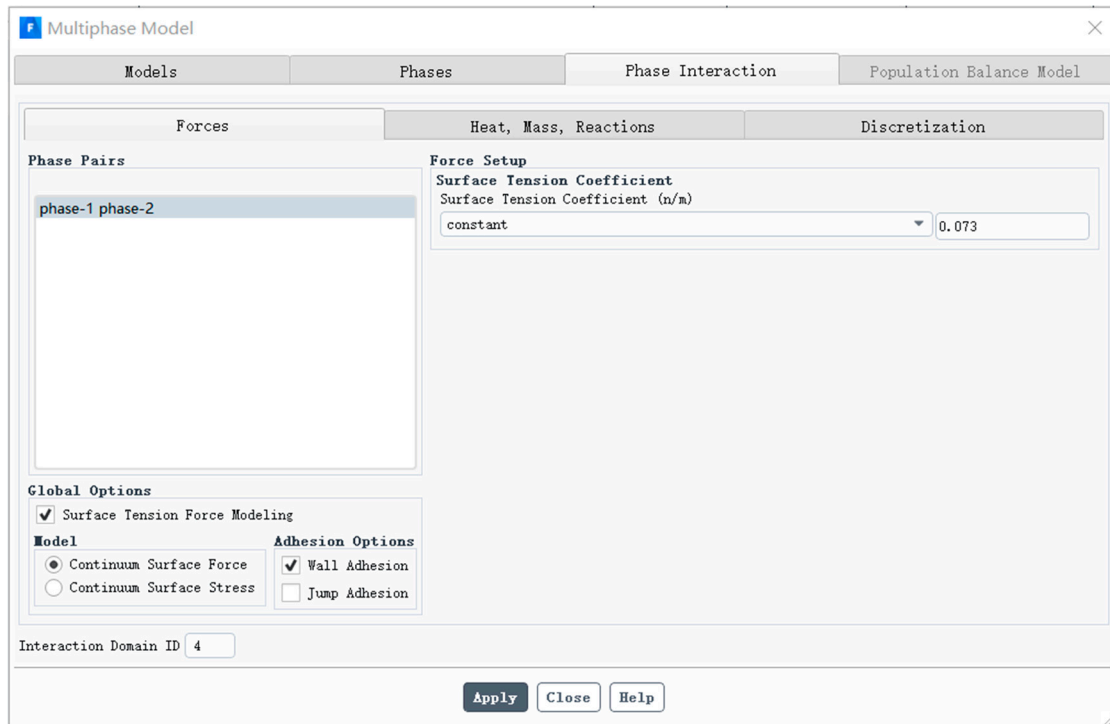 F Multiphase Model
Models Phases Phase Interaction Population Balance Model
Forces Heat, Mass, Reactions Discretization
Phase Pairs
phase-1 phase-2
Force Setup
Surface Tension Coefficient
Surface Tension Coefficient (n/m)
constant 0.073
Global Options
Surface Tension Force Modeling
Model
Continuum Surface Force
Continuum Surface Stress
Adhesion Options
Wall Adhesion
Jump Adhesion
Interaction Domain ID 4
Apply Close Help